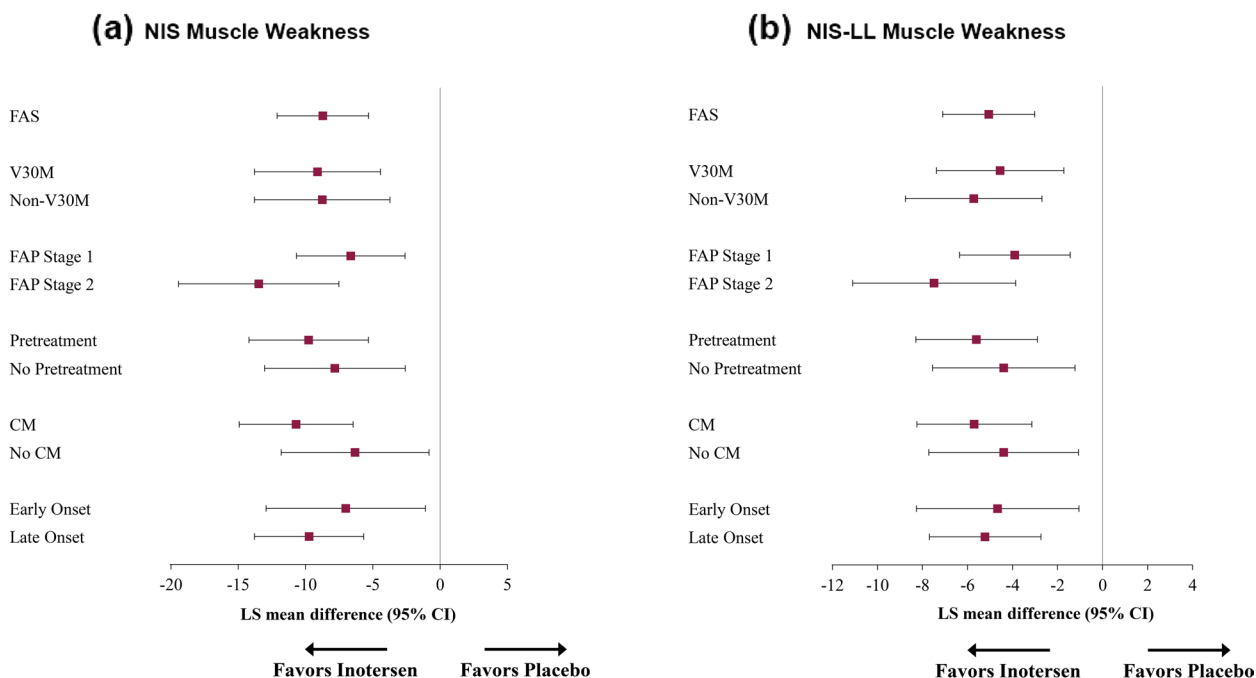 (a) NIS Muscle Weakness
FAS
V30M
Non-V30M
FAP Stage 1
FAP Stage 2
Pretreatment
No Pretreatment
CM
No CM
Early Onset
Late Onset
-20 -15 -10 -5 0 5
LS mean difference (95% CI)
Favors Inotersen Favors Placebo
(b) NIS-LL Muscle Weakness
FAS
V30M
Non-V30M
FAP Stage 1
FAP Stage 2
Pretreatment
No Pretreatment
CM
No CM
Early Onset
Late Onset
-12 -10 -8 -6 -4 -2 0 2 4
LS mean difference (95% CI)
Favors Inotersen Favors Placebo